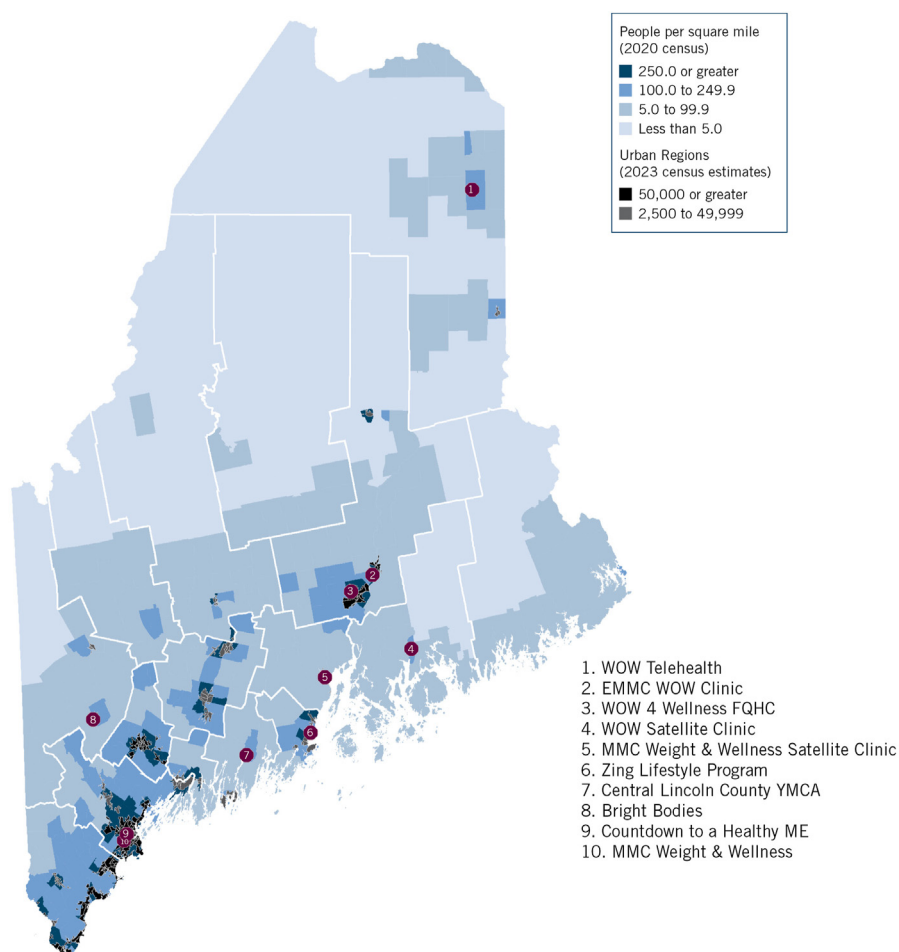 People per square mile
(2020 census)
250.0 or greater
100.0 to 249.9
5.0 to 99.9
Less than 5.0
Urban Regions
(2023 census estimates)
50,000 or greater
2,500 to 49,999
1
2
3
4
5
6
7
8
9
10
1. WOW Telehealth
2. EMMC WOW Clinic
3. WOW 4 Wellness FQHC
4. WOW Satellite Clinic
5. MMC Weight & Wellness Satellite Clinic
6. Zing Lifestyle Program
7. Central Lincoln County YMCA
8. Bright Bodies
9. Countdown to a Healthy ME
10. MMC Weight & Wellness